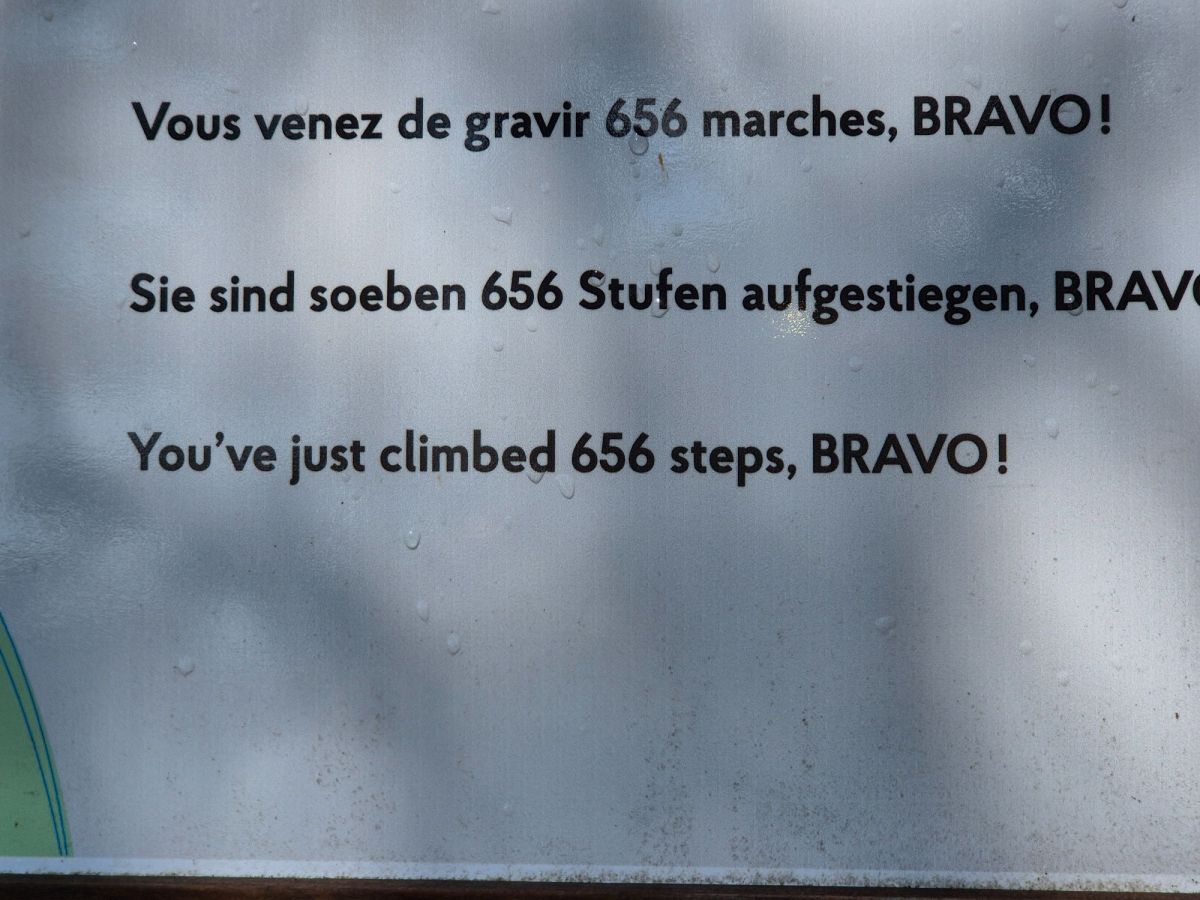 Vous venez de gravir 656 marches, BRAVO!
Sie sind soeben 656 Stufen aufgestiegen, BRAVO
You've just climbed 656 steps, BRAVO!